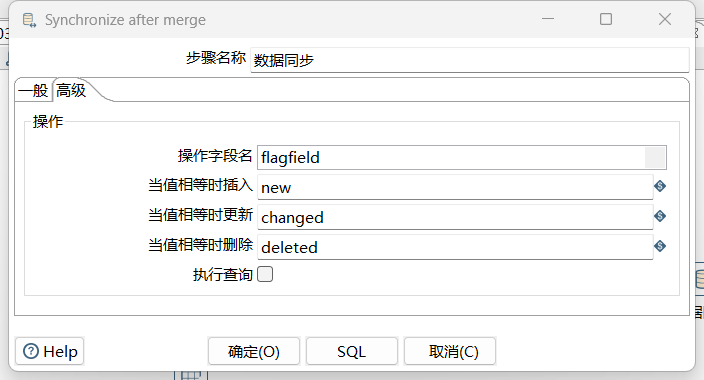 Synchronize after merge
步骤名称 数据同步
一般 高级
操作
操作字段名 flagfield
当值相等时插入 new
当值相等时更新 changed
当值相等时删除 deleted
执行查询
Help 确定(O) SQL 取消(C)